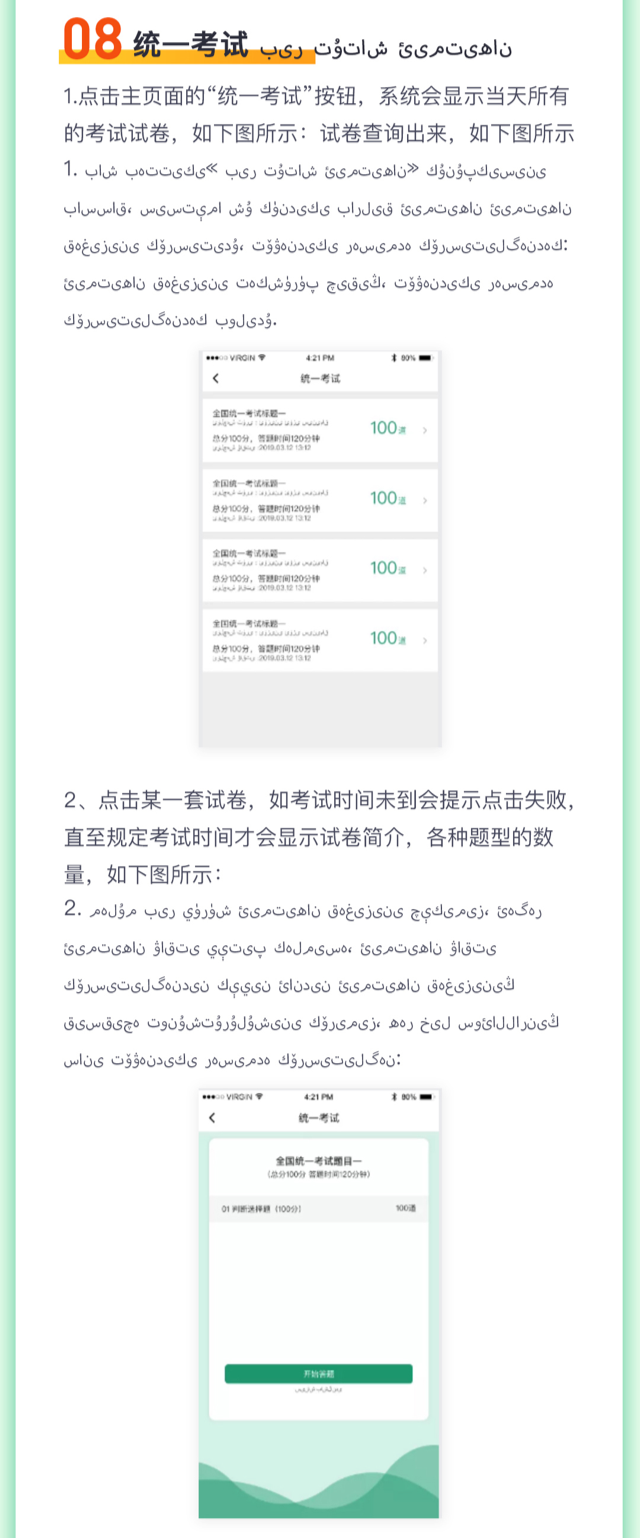 08 统一考试 بىر تۇتاش ئىمتىھان
1.点击主页面的“统一考试”按钮，系统会显示当天所有
的考试试卷，如下图所示：试卷查询出来，如下图所示
1. باش بەتتىكى «بىر تۇتاش ئىمتىھان» كۇنۇپكىسىنى
باسساق، سىستېما شۇ كۈندىكى بارلىق ئىمتىھان ئىمتىھان
قەغىزىنى كۆرسىتىدۇ، تۆۋەندىكى رەسىمدە كۆرسىتىلگەندەك:
ئىمتىھان قەغىزىنى تەكشۈرۈپ چىقىڭ، تۆۋەندىكى رەسىمدە
كۆرسىتىلگەندەك بولىدۇ.
VIRGIN 4:21 PM 80%
统一考试
全国统一考试标题一
100道
总分100分，答题时间120分钟
2019.03.12 13:12
全国统一考试标题一
100道
总分100分，答题时间120分钟
2019.03.12 13:12
全国统一考试标题一
100道
总分100分，答题时间120分钟
2019.03.12 13:12
全国统一考试标题一
100道
总分100分，答题时间120分钟
2019.03.12 13:12
2、点击某一套试卷，如考试时间未到会提示点击失败，
直至规定考试时间才会显示试卷简介，各种题型的数
量，如下图所示：
2. مەلۇم بىر يۈرۈش ئىمتىھان قەغىزىنى چېكىمىز، ئەگەر
ئىمتىھان ۋاقتى يېتىپ كەلمىسە، ئىمتىھان ۋاقتى
كۆرسىتىلگەندىن كېيىن ئاندىن ئىمتىھان قەغىزىنىڭ
قىسقىچە تونۇشتۇرۇلۇشىنى كۆرىمىز، ھەر خىل سوئاللارنىڭ
سانى تۆۋەندىكى رەسىمدە كۆرسىتىلگەن:
VIRGIN 4:21 PM 80%
统一考试
全国统一考试题目一
（总分100分 答题时间120分钟）
01 判断选择题（100分） 100道
开始答题